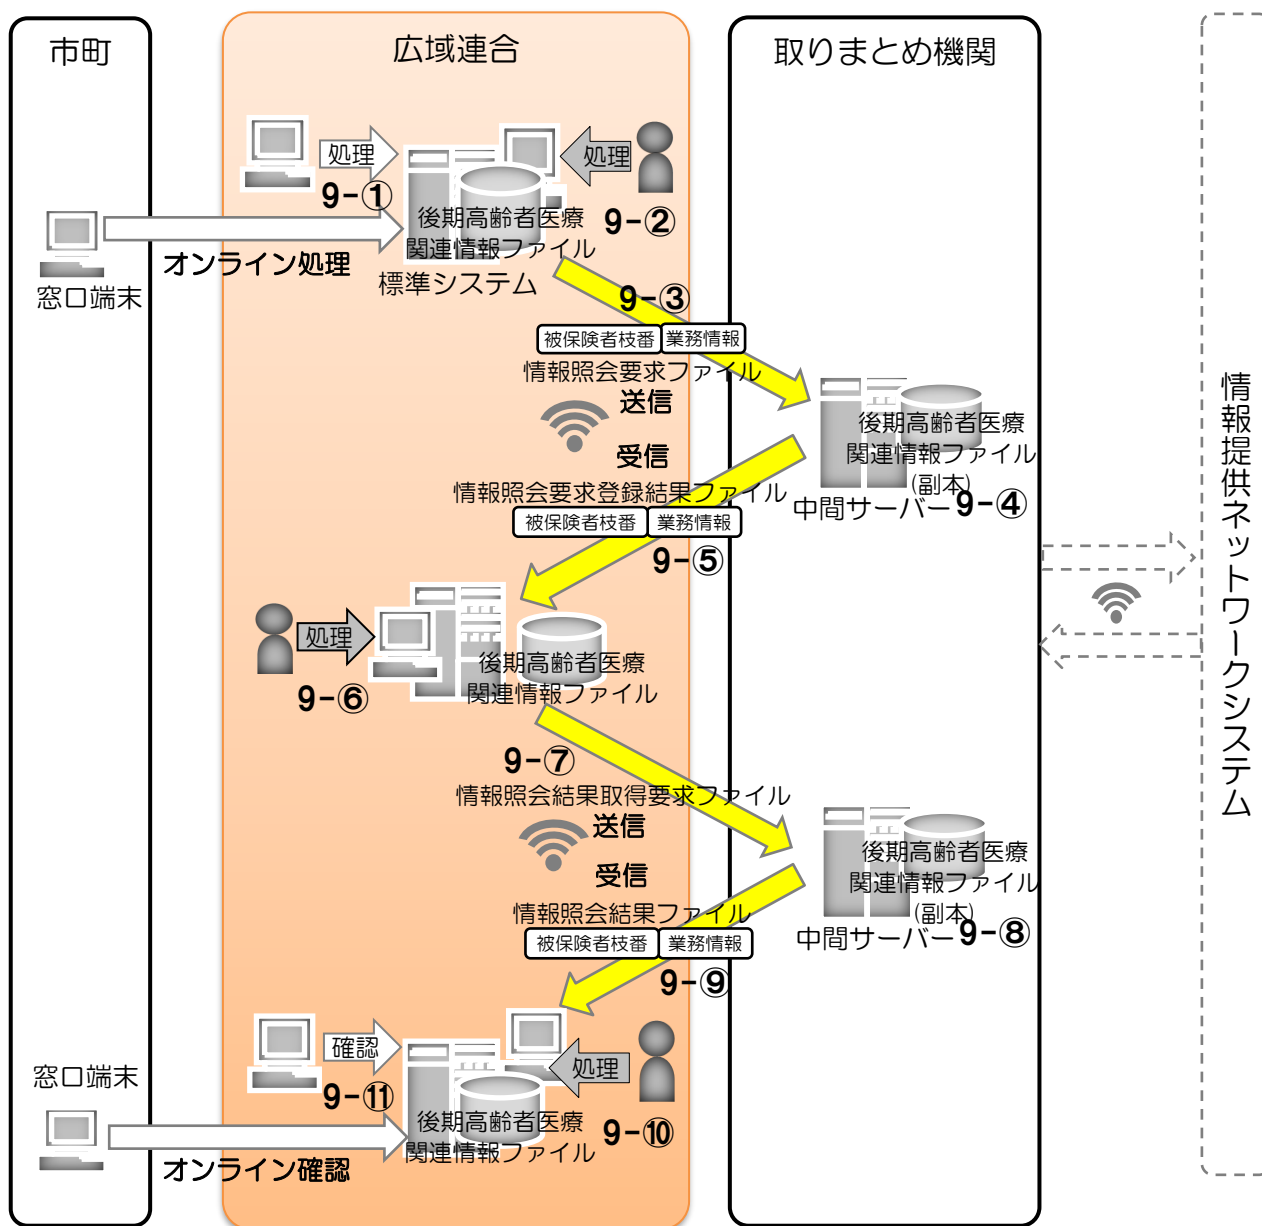 市町
広域連合
取りまとめ機関
処理
処理
9-①
9-②
後期高齢者医療
関連情報ファイル
標準システム
オンライン処理
窓口端末
9-③
被保険者枝番
業務情報
情報照会要求ファイル
送信
受信
情報照会要求登録結果ファイル
被保険者枝番
業務情報
9-⑤
後期高齢者医療
関連情報ファイル
(副本)
中間サーバー
9-④
情報提供ネットワークシステム
処理
9-⑥
後期高齢者医療
関連情報ファイル
9-⑦
情報照会結果取得要求ファイル
送信
受信
情報照会結果ファイル
被保険者枝番
業務情報
9-⑨
後期高齢者医療
関連情報ファイル
(副本)
中間サーバー
9-⑧
確認
処理
9-⑪
9-⑩
後期高齢者医療
関連情報ファイル
窓口端末
オンライン確認